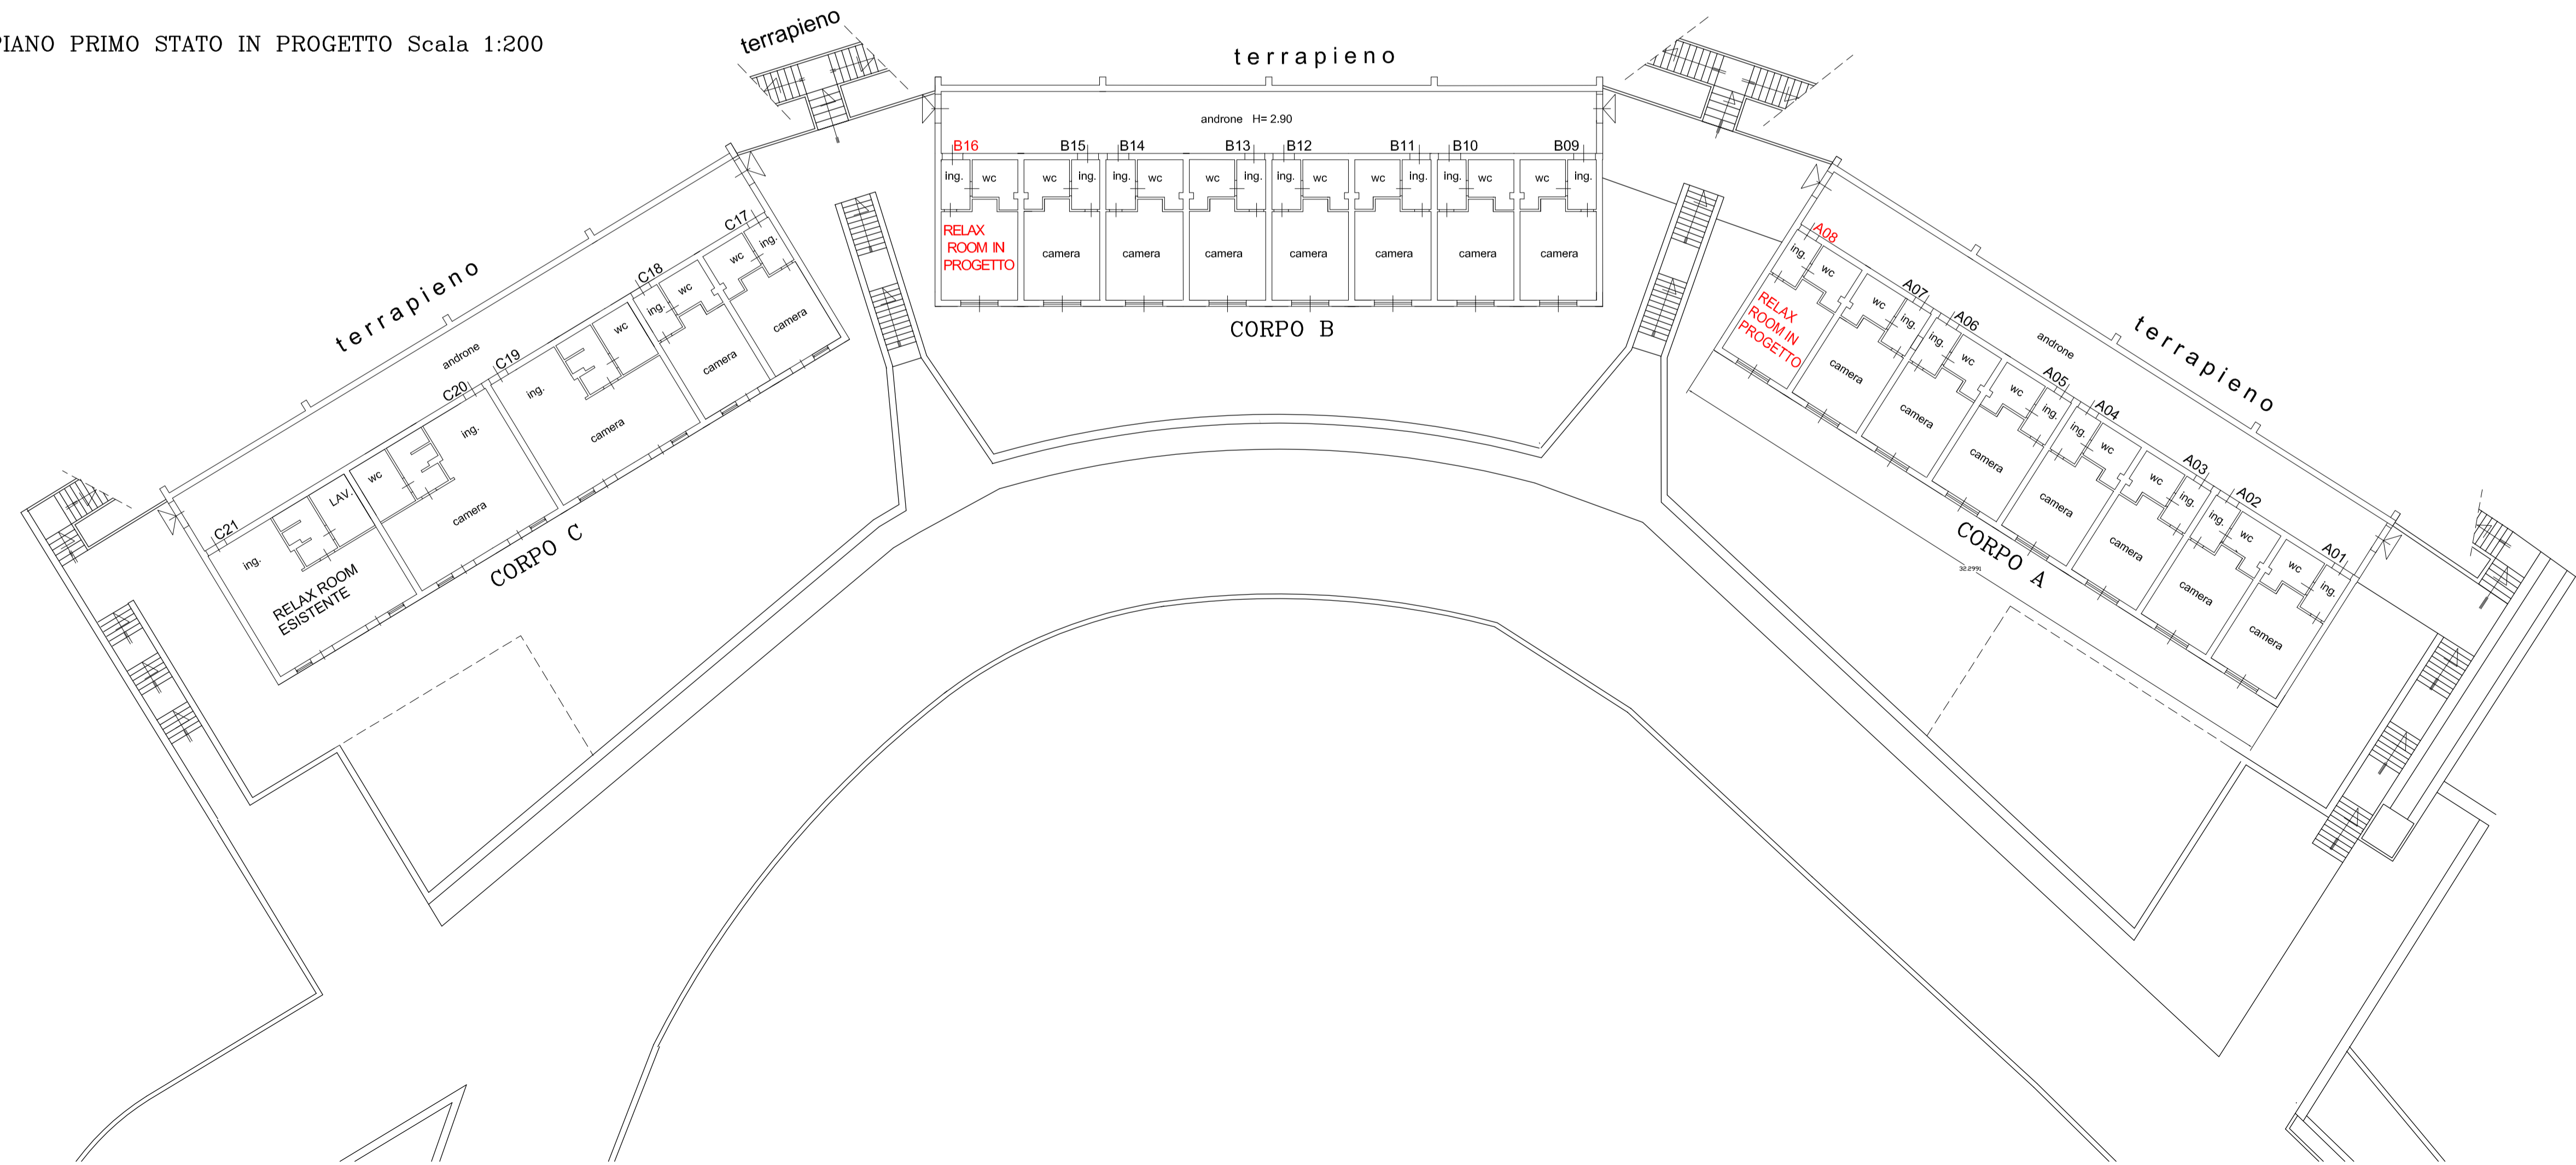 PIANO PRIMO STATO IN PROGETTO Scala 1:200
terrapieno
terrapieno
androne H= 2.90
B16
B15
B14
B13
B12
B11
B10
B09
ing.
wc
wc
ing.
ing.
wc
wc
ing.
ing.
wc
wc
ing.
ing.
wc
wc
ing.
RELAX
ROOM IN
PROGETTO
camera
camera
camera
camera
camera
camera
camera
CORPO B
terrapieno
androne
C17
ing.
wc
camera
C18
ing.
wc
camera
C19
ing.
wc
camera
C20
ing.
wc
camera
C21
ing.
LAV.
RELAX ROOM
ESISTENTE
CORPO C
terrapieno
androne
A08
ing.
wc
RELAX
ROOM IN
PROGETTO
A07
wc
ing.
camera
A06
ing.
wc
camera
A05
wc
ing.
camera
A04
ing.
wc
camera
A03
wc
ing.
camera
A02
ing.
wc
camera
A01
wc
ing.
camera
CORPO A
32.2991